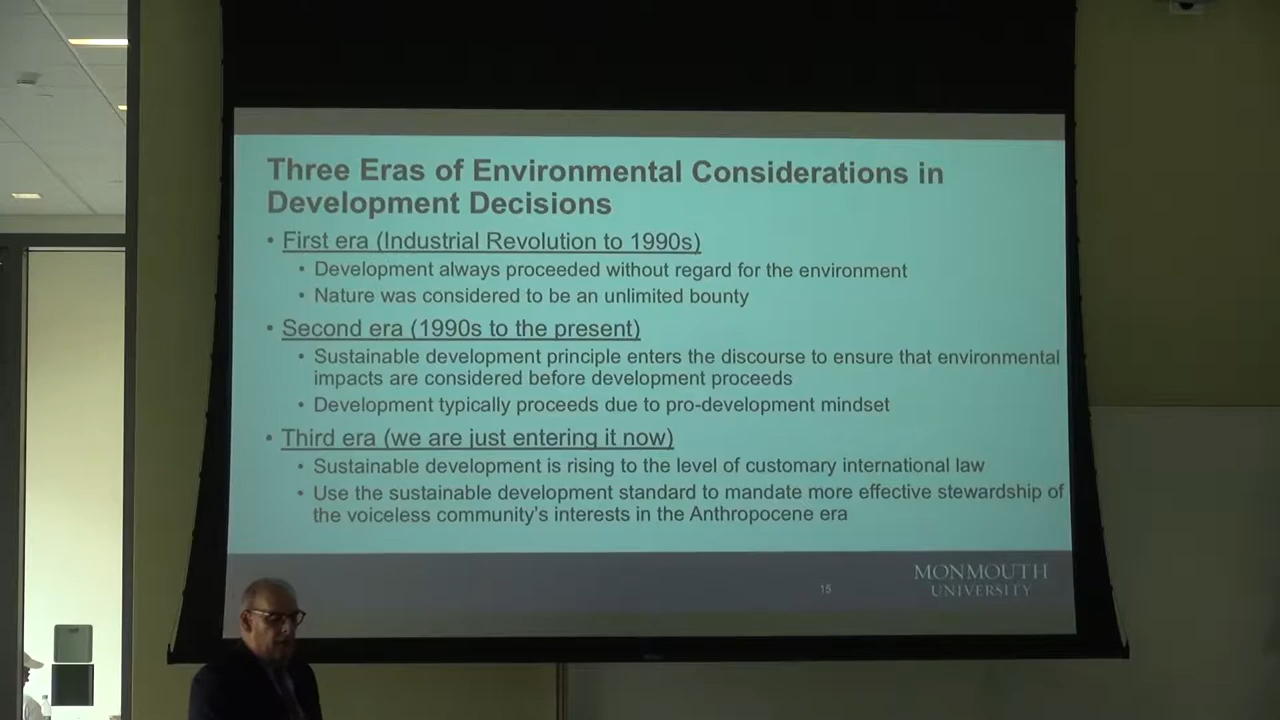 Three Eras of Environmental Considerations in
Development Decisions
• First era (Industrial Revolution to 1990s)
• Development always proceeded without regard for the environment
• Nature was considered to be an unlimited bounty
• Second era (1990s to the present)
• Sustainable development principle enters the discourse to ensure that environmental
impacts are considered before development proceeds
• Development typically proceeds due to pro-development mindset
• Third era (we are just entering it now)
• Sustainable development is rising to the level of customary international law
• Use the sustainable development standard to mandate more effective stewardship of
the voiceless community's interests in the Anthropocene era
15
MONMOUTH
UNIVERSITY